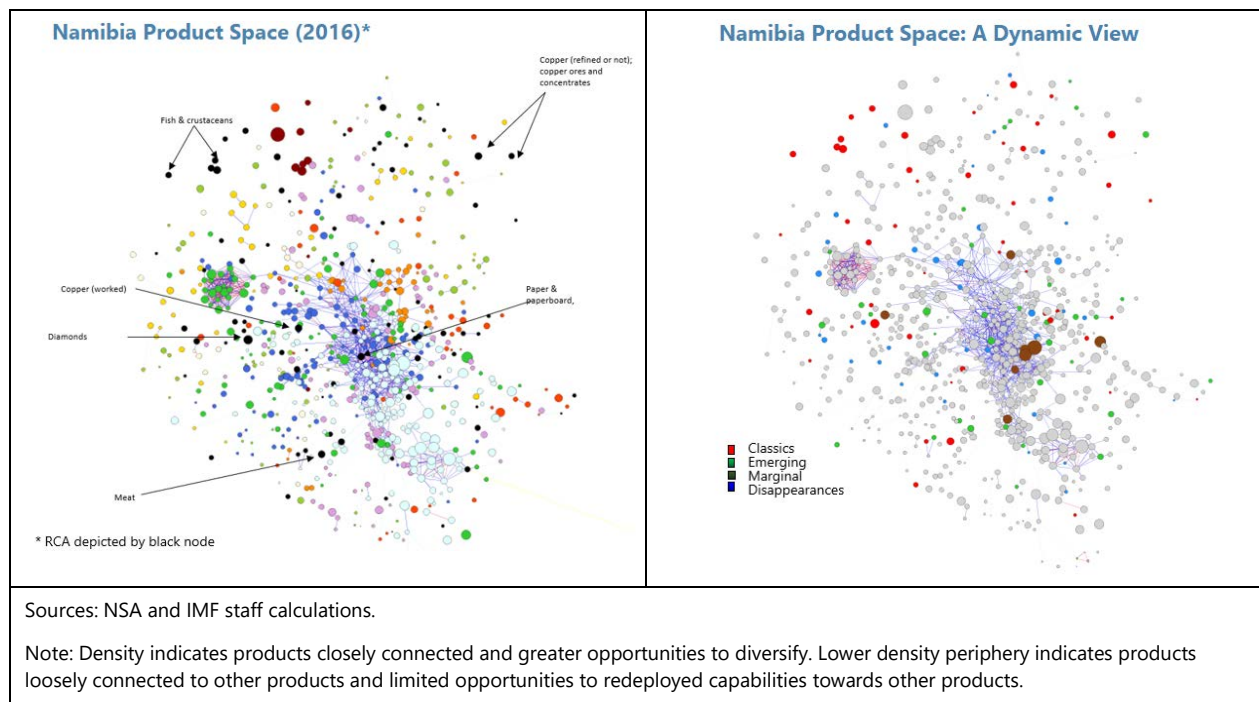 Namibia Product Space (2016)*
Copper (refined or not);
copper ores and
concentrates
Fish & crustaceans
Copper (worked)
Paper &
paperboard,
Diamonds
Meat
* RCA depicted by black node
Namibia Product Space: A Dynamic View
Classics
Emerging
Marginal
Disappearances
Sources: NSA and IMF staff calculations.
Note: Density indicates products closely connected and greater opportunities to diversify. Lower density periphery indicates products
loosely connected to other products and limited opportunities to redeployed capabilities towards other products.